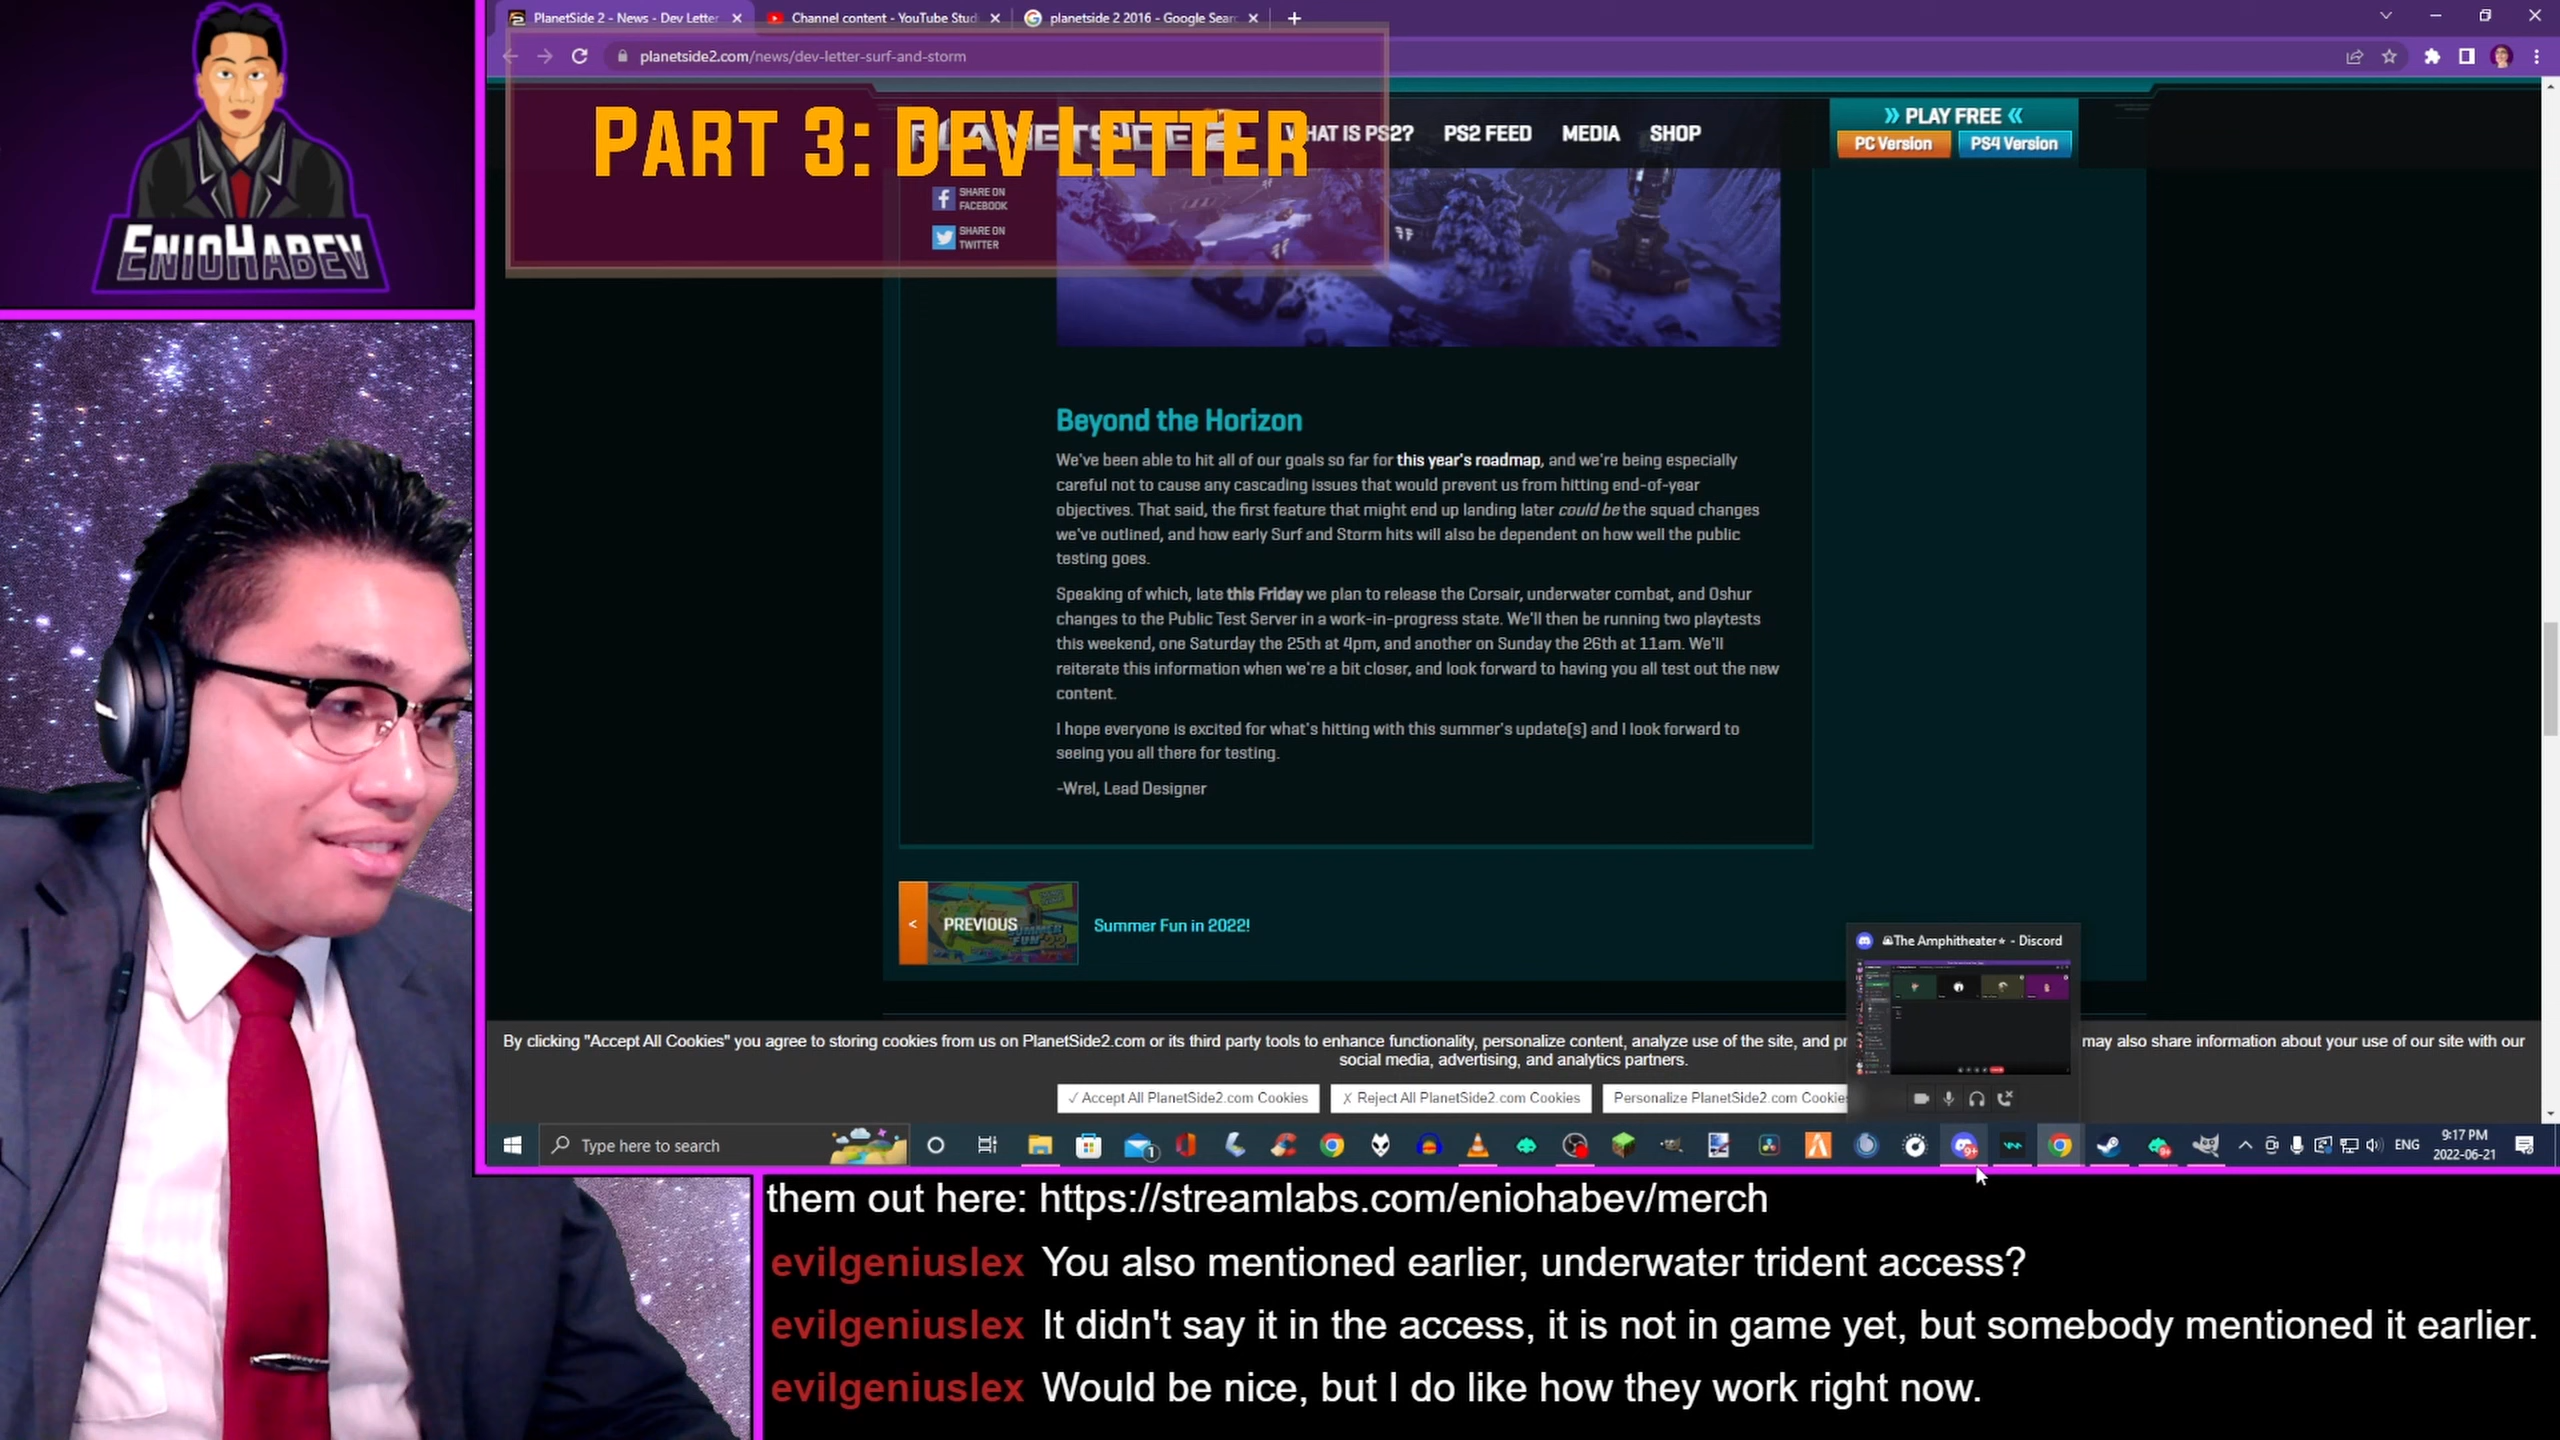 ENIOHABEV
PlanetSide 2 - News - Dev Letter
Channel content - YouTube Stud
planetside 2 2016 - Google Sear
planetside2.com/news/dev-letter-surf-and-storm
PART 3: DEV LETTER
PLANETSIDE 2
WHAT IS PS2?
PS2 FEED
MEDIA
SHOP
PLAY FREE
PC Version
PS4 Version
SHARE ON
FACEBOOK
SHARE ON
TWITTER
Beyond the Horizon
We've been able to hit all of our goals so far for this year's roadmap, and we're being especially
careful not to cause any cascading issues that would prevent us from hitting end-of-year
objectives. That said, the first feature that might end up landing later could be the squad changes
we've outlined, and how early Surf and Storm hits will also be dependent on how well the public
testing goes.
Speaking of which, late this Friday we plan to release the Corsair, underwater combat, and Oshur
changes to the Public Test Server in a work-in-progress state. We'll then be running two playtests
this weekend, one Saturday the 25th at 4pm, and another on Sunday the 26th at 11am. We'll
reiterate this information when we're a bit closer, and look forward to having you all test out the new
content.
I hope everyone is excited for what's hitting with this summer's update(s) and I look forward to
seeing you all there for testing.
-Wrel, Lead Designer
< PREVIOUS
SUMMER
FUN
Summer Fun in 2022!
The Amphitheater - Discord
By clicking "Accept All Cookies" you agree to storing cookies from us on PlanetSide2.com or its third party tools to enhance functionality, personalize content, analyze use of the site, and pr may also share information about your use of our site with our
social media, advertising, and analytics partners.
✓ Accept All PlanetSide2.com Cookies
X Reject All PlanetSide2.com Cookies
Personalize PlanetSide2.com Cookies
Type here to search
1
9+
ENG
9:17 PM
2022-06-21
them out here: https://streamlabs.com/eniohabev/merch
evilgeniuslex You also mentioned earlier, underwater trident access?
evilgeniuslex It didn't say it in the access, it is not in game yet, but somebody mentioned it earlier.
evilgeniuslex Would be nice, but I do like how they work right now.